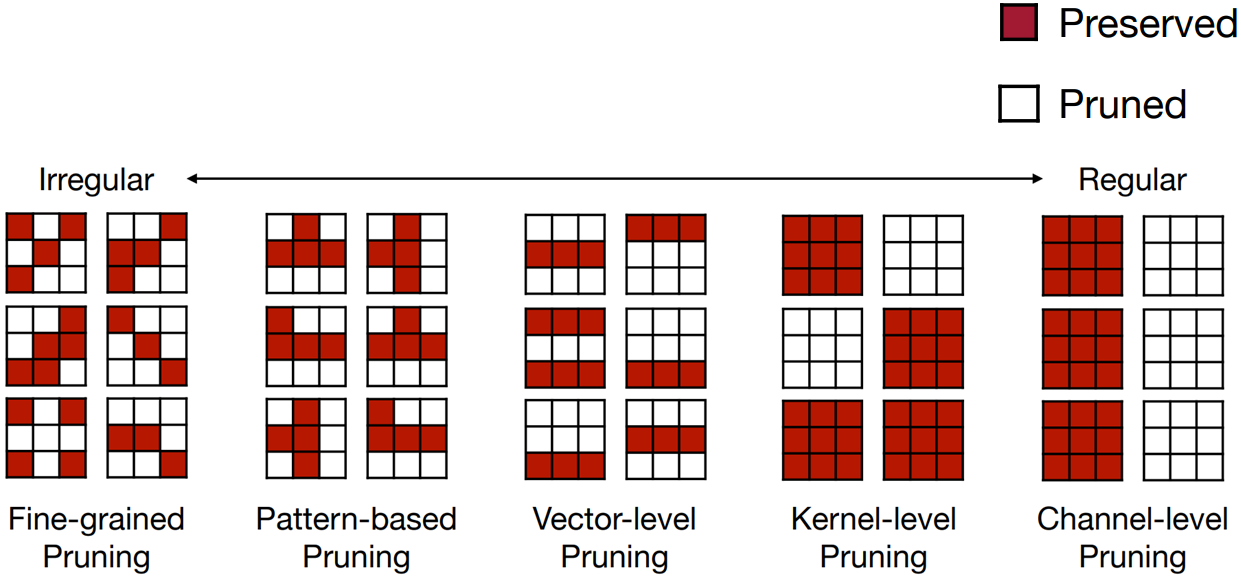 Preserved
Pruned
Irregular
Regular
Fine-grained
Pruning
Pattern-based
Pruning
Vector-level
Pruning
Kernel-level
Pruning
Channel-level
Pruning